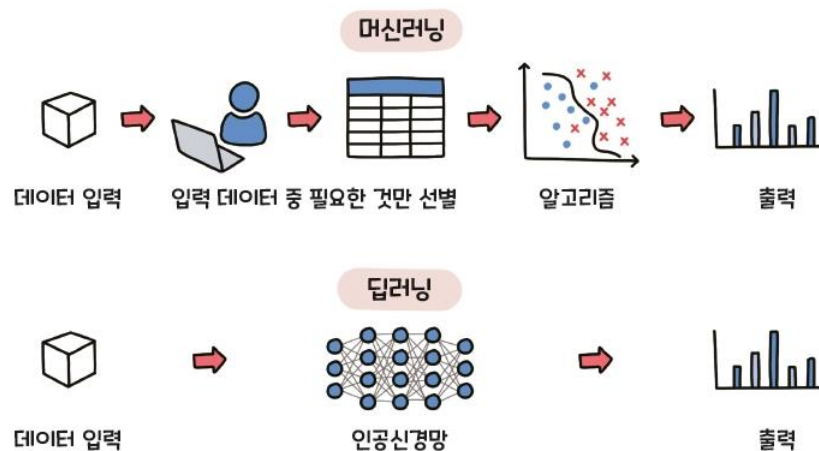 머신러닝
데이터 입력
입력 데이터 중 필요한 것만 선별
알고리즘
출력
딥러닝
데이터 입력
인공신경망
출력